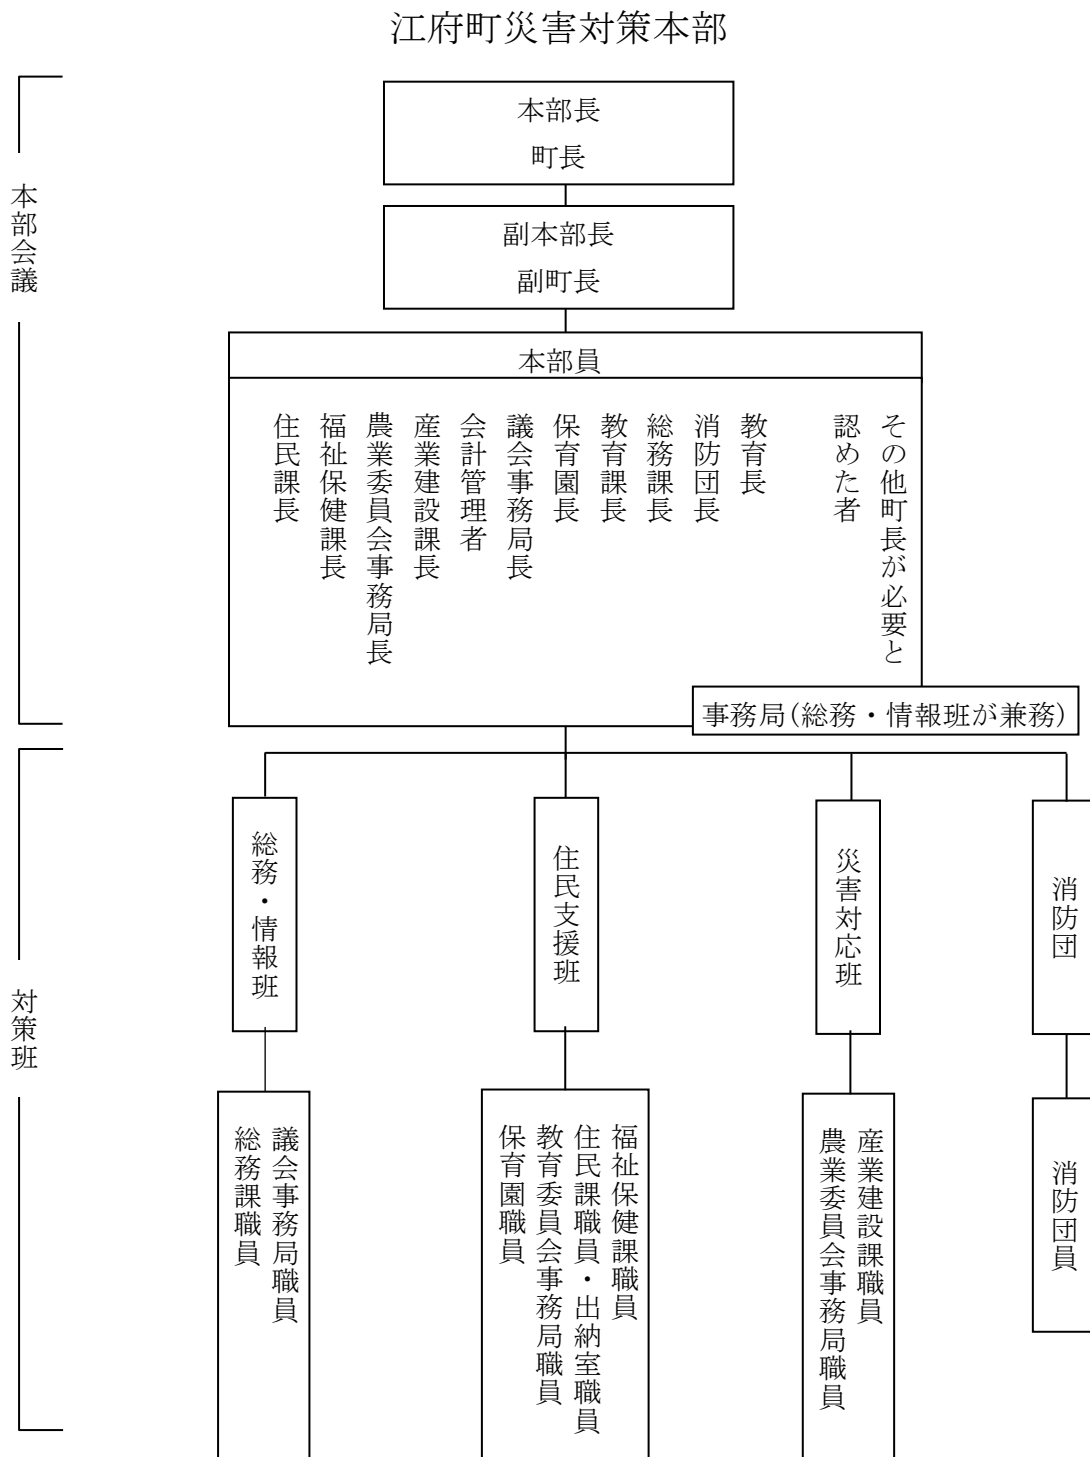 江府町災害対策本部
本部会議
本部長
町長
副本部長
副町長
本部員
その他町長が必要と
認めた者
教育長
消防団長
総務課長
教育課長
保育園長
議会事務局長
会計管理者
産業建設課長
農業委員会事務局長
福祉保健課長
住民課長
事務局(総務・情報班が兼務)
対策班
総務・情報班
住民支援班
災害対応班
消防団
議会事務局職員
総務課職員
福祉保健課職員
住民課職員・出納室職員
教育委員会事務局職員
保育園職員
産業建設課職員
農業委員会事務局職員
消防団員